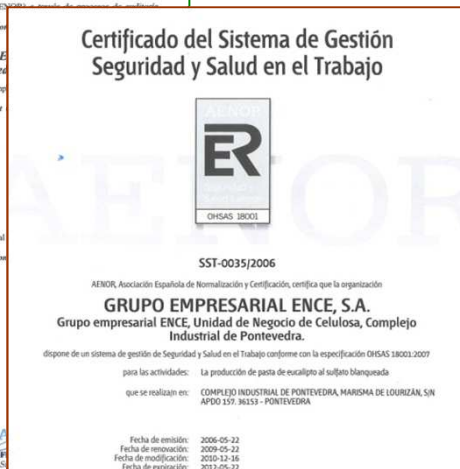 Certificado del Sistema de Gestión
Seguridad y Salud en el Trabajo
AENOR
ER
OHSAS 18001
AENOR
SST-0035/2006
AENOR, Asociación Española de Normalización y Certificación, certifica que la organización
GRUPO EMPRESARIAL ENCE, S.A.
Grupo empresarial ENCE, Unidad de Negocio de Celulosa, Complejo
Industrial de Pontevedra.
dispone de un sistema de gestión de Seguridad y Salud en el Trabajo conforme con la especificación OHSAS 18001:2007
para las actividades: La producción de pasta de eucalipto al sulfato blanqueada
que se realizan en: COMPLEJO INDUSTRIAL DE PONTEVEDRA, MARISMA DE LOURIZÁN, S/N
APDO 157. 36153 - PONTEVEDRA
Fecha de emisión: 2006-05-22
Fecha de renovación: 2009-05-22
Fecha de modificación: 2010-12-16
Fecha de expiración: 2012-05-22